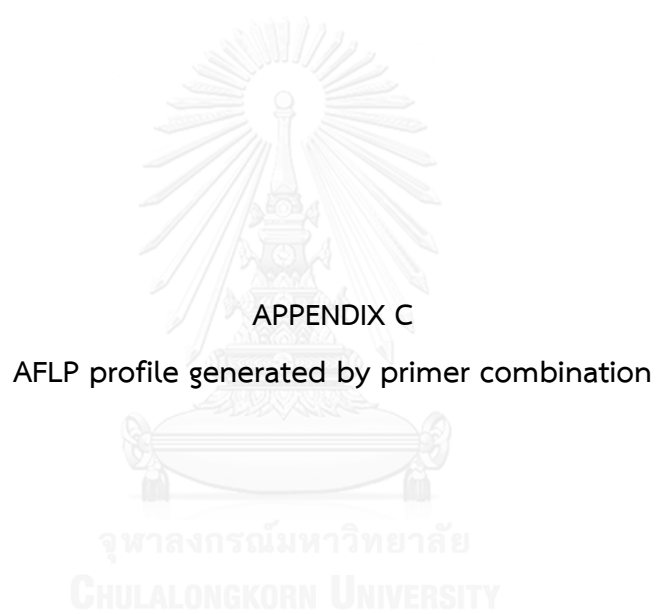 APPENDIX C
AFLP profile generated by primer combination
จุฬาลงกรณ์มหาวิทยาลัย
CHULALONGKORN UNIVERSITY